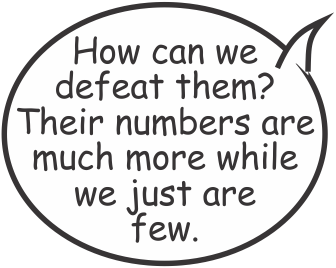 How can we
defeat them?
Their numbers are
much more while
we just are
few.